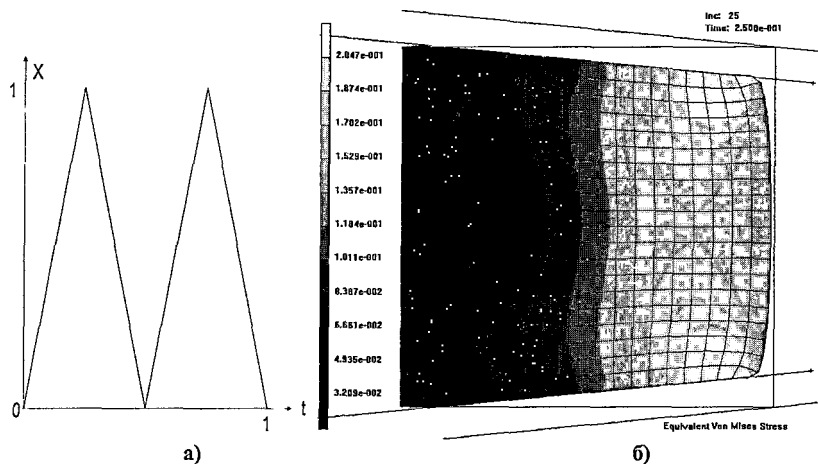 X
1
0
1
t
а)
Inc: 25
Time: 2.500e-001
2.047e-001
1.874e-001
1.702e-001
1.529e-001
1.357e-001
1.184e-001
1.011e-001
8.387e-002
6.661e-002
4.935e-002
3.209e-002
Equivalent Von Mises Stress
б)